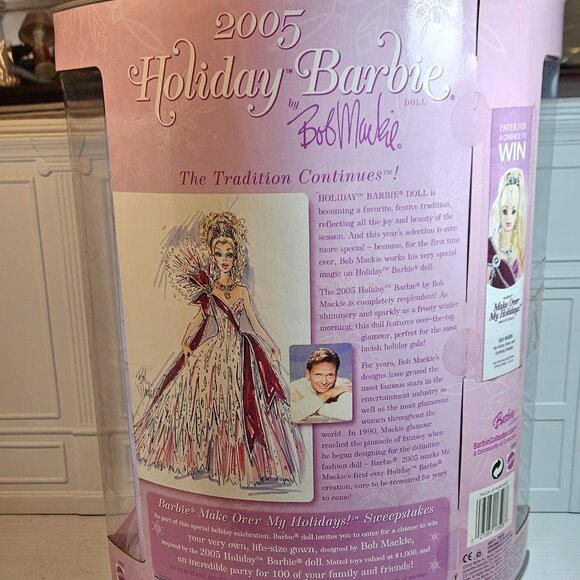 2005
Holiday™ Barbie®
DOLL
by
Bob Mackie®
The Tradition Continues™!
HOLIDAY™ BARBIE® DOLL is
becoming a favorite, festive tradition,
reflecting all the joy and beauty of the
season. And this year's selection is even
more special – because, for the first time
ever, Bob Mackie works his very special
magic on Holiday™ Barbie® doll.
The 2005 Holiday™ Barbie® by Bob
Mackie is completely resplendent! As
shimmery and sparkly as a frosty winter
morning, this doll features over-the-top
glamour, perfect for the most
lavish holiday gala!
For years, Bob Mackie's
designs have graced the
most famous stars in the
entertainment industry as
well as the most glamorous
women throughout the
world. In 1990, Mackie glamour
reached the pinnacle of fantasy when
he began designing for the definitive
fashion doll – Barbie®. 2005 marks Mr.
Mackie's first ever Holiday™ Barbie®
creation, sure to be treasured for years
to come!
Barbie® Make Over My Holidays!™ Sweepstakes
As part of this special holiday celebration, Barbie® doll invites you to enter for a chance to win
your very own, life-size gown, designed by Bob Mackie,
inspired by the 2005 Holiday™ Barbie® doll, Mattel toys valued at $1,000, and
an incredible party for 100 of your family and friends!
ENTER FOR
A CHANCE TO
WIN
Make Over
My Holidays!
SEE INSIDE
Barbie